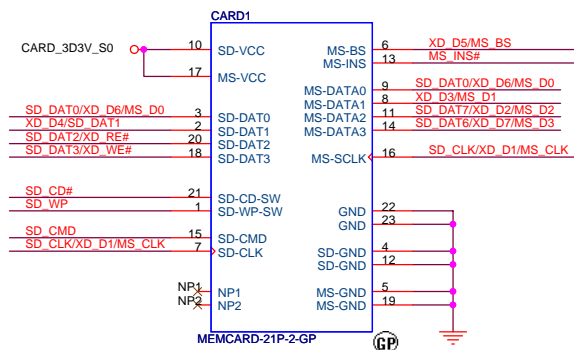 CARD1
CARD_3D3V_S0
10 SD-VCC
17 MS-VCC
SD_DAT0/XD_D6/MS_D0 3 SD-DAT0
XD_D4/SD_DAT1 2 SD-DAT1
SD_DAT2/XD_RE# 20 SD-DAT2
SD_DAT3/XD_WE# 18 SD-DAT3
SD_CD# 21 SD-CD-SW
SD_WP 1 SD-WP-SW
SD_CMD 15 SD-CMD
SD_CLK/XD_D1/MS_CLK 7 SD-CLK
NP1 NP1
NP2 NP2
MS-BS 6 XD_D5/MS_BS
MS-INS 13 MS_INS#
MS-DATA0 9 SD_DAT0/XD_D6/MS_D0
MS-DATA1 8 XD_D3/MS_D1
MS-DATA2 11 SD_DAT7/XD_D2/MS_D2
MS-DATA3 14 SD_DAT6/XD_D7/MS_D3
MS-SCLK 16 SD_CLK/XD_D1/MS_CLK
GND 22
GND 23
SD-GND 4
SD-GND 12
MS-GND 5
MS-GND 19
MEMCARD-21P-2-GP
GP